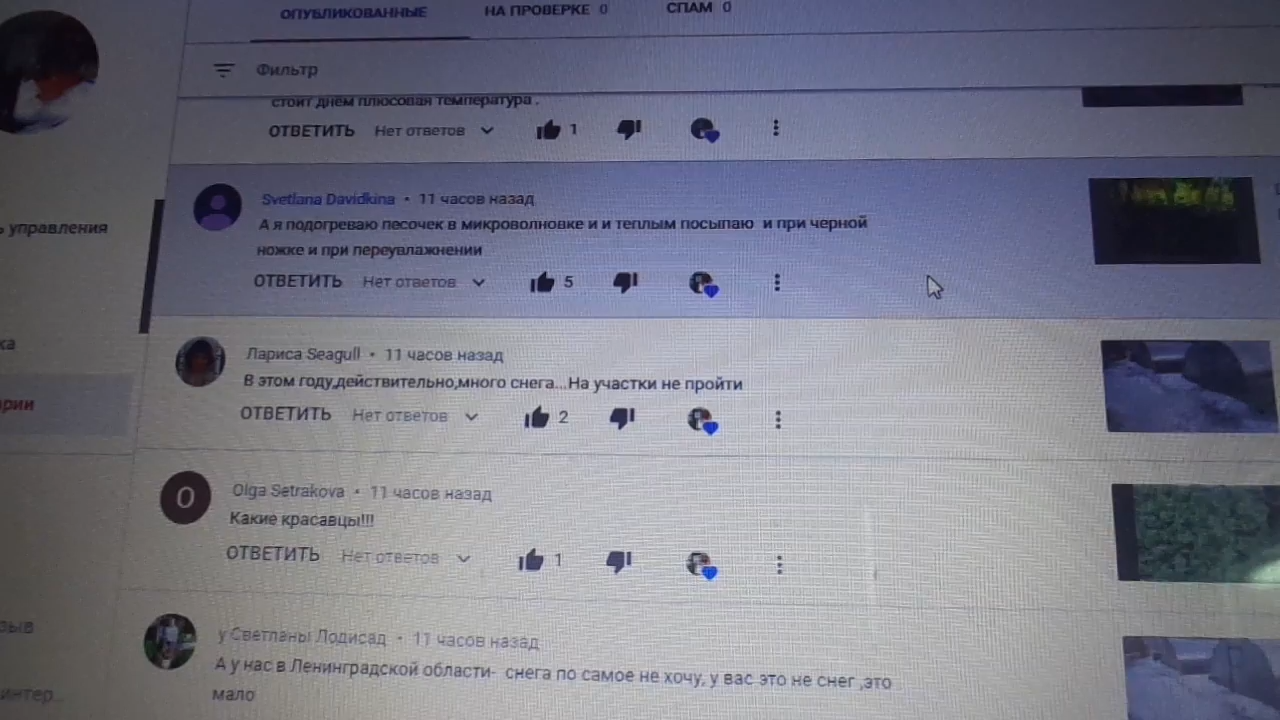 ОПУБЛИКОВАННЫЕ НА ПРОВЕРКЕ 0 СПАМ 0
Фильтр
стоит днем плюсовая температура .
ОТВЕТИТЬ Нет ответов 1
Svetlana Davidkina • 11 часов назад
А я подогреваю песочек в микроволновке и и теплым посыпаю и при черной
ножке и при переувлажнении
ОТВЕТИТЬ Нет ответов 5
управления
Лариса Seagull • 11 часов назад
В этом году,действительно,много снега...На участки не пройти
ОТВЕТИТЬ Нет ответов 2
ка
рии
O
Olga Setrakova • 11 часов назад
Какие красавцы!!!
ОТВЕТИТЬ Нет ответов 1
зыв
у Светланы Лодисад • 11 часов назад
А у нас в Ленинградской области- снега по самое не хочу, у вас это не снег ,это
мало
интер...